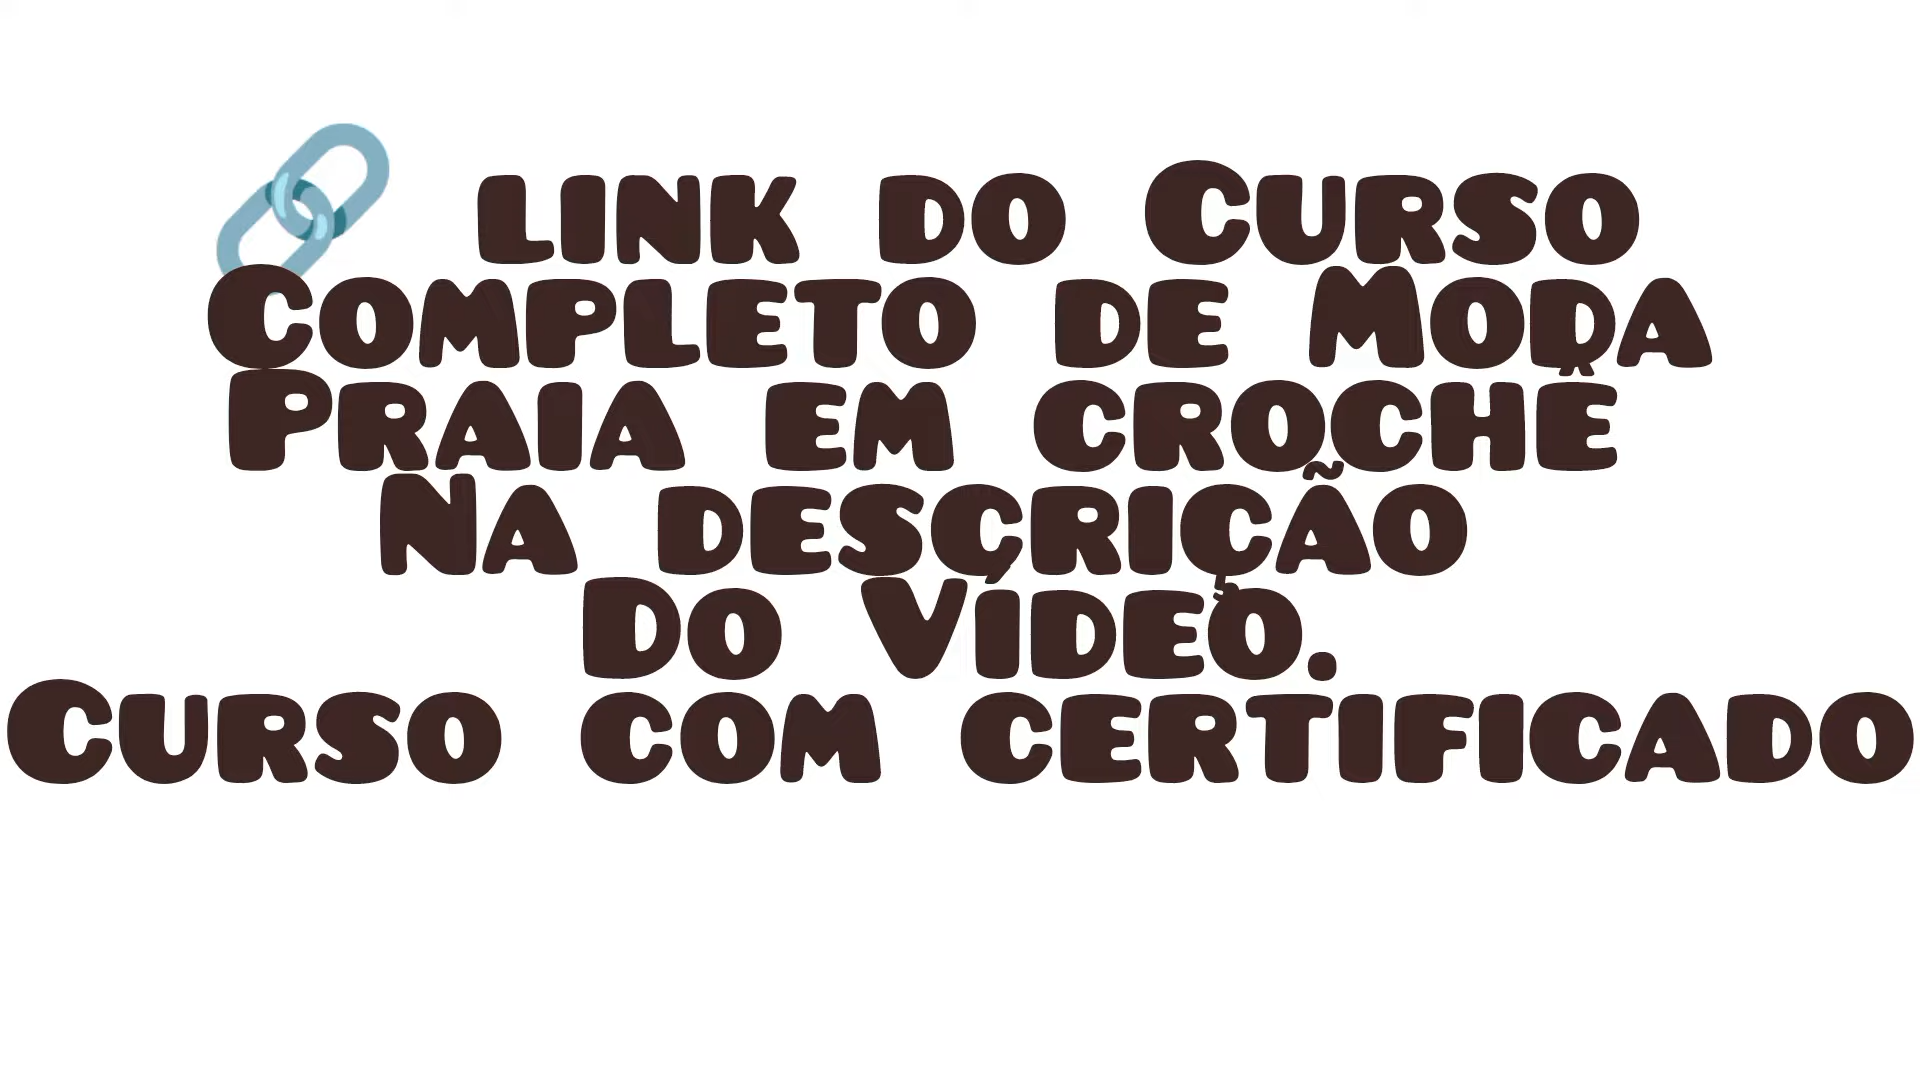 🔗 link do Curso
Completo de Moda
Praia em crochê
Na descrição
Do Vídeo.
Curso com certificado